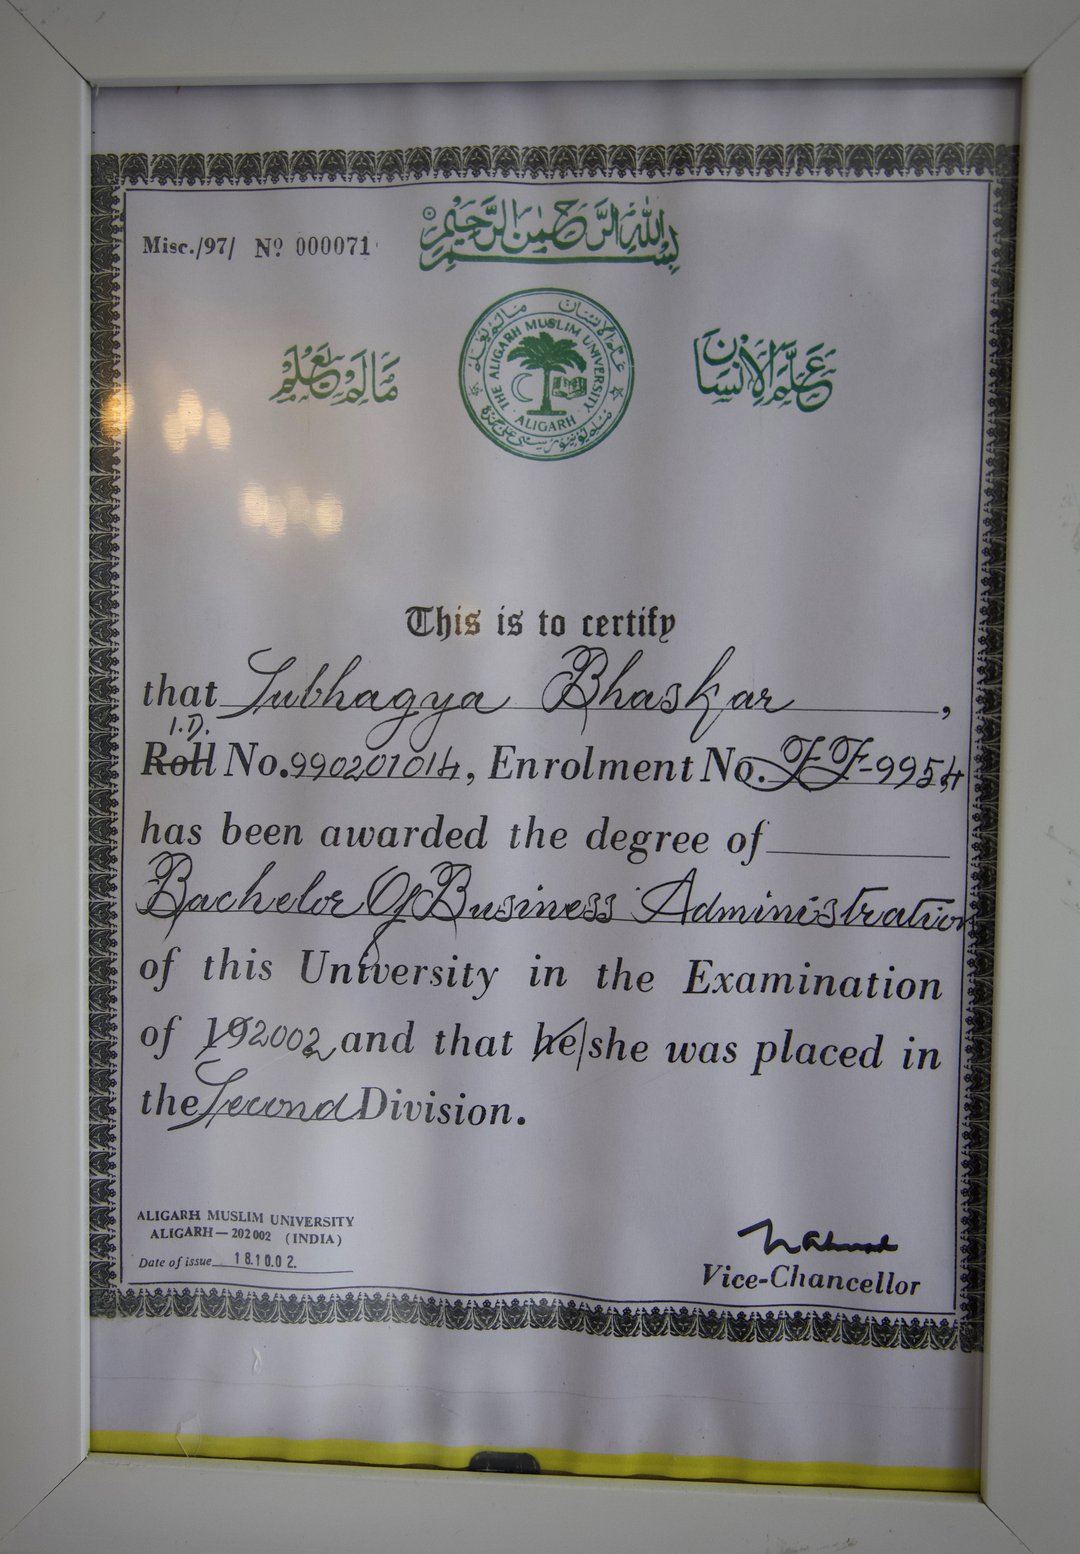 بسم الله الرحمن الرحيم
Misc./97/ Nº 000071
علم الانسان مالم يعلم
THE ALIGARH MUSLIM UNIVERSITY
ALIGARH
This is to certify
that Subhagya Bhaskar,
I.D.
Roll No. 990201014, Enrolment No. FF-9954
has been awarded the degree of
Bachelor Of Business Administration
of this University in the Examination
of 192002 and that he/she was placed in
the Second Division.
ALIGARH MUSLIM UNIVERSITY
ALIGARH—202 002 (INDIA)
Date of issue 18.10.02.
Vice-Chancellor